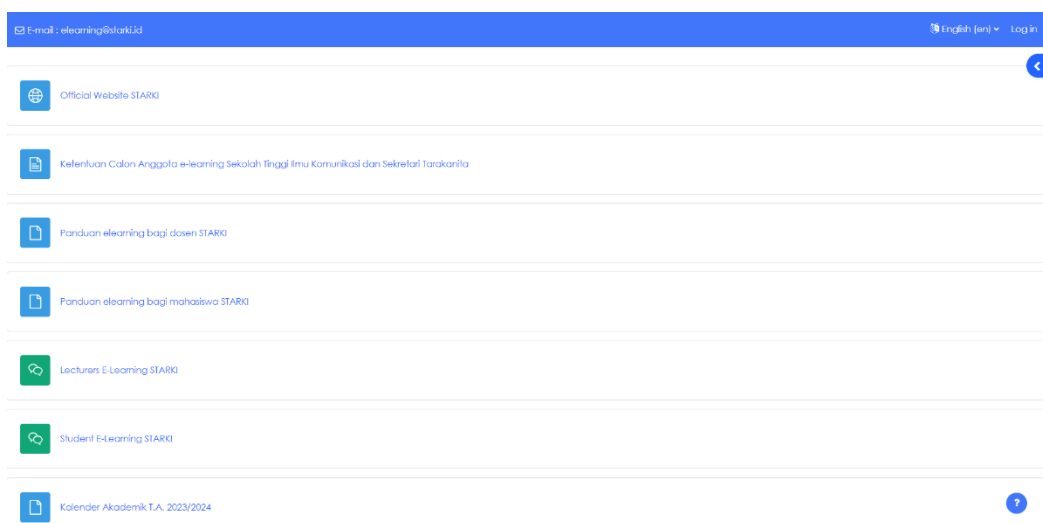 E-mail : elearning@starki.id
English (en) Log in
Official Website STARKI
Ketentuan Calon Anggota e-learning Sekolah Tinggi Ilmu Komunikasi dan Sekretari Tarakanita
Panduan elearning bagi dosen STARKI
Panduan elearning bagi mahasiswa STARKI
Lecturers E-Learning STARKI
Student E-Learning STARKI
Kalender Akademik T.A. 2023/2024
?